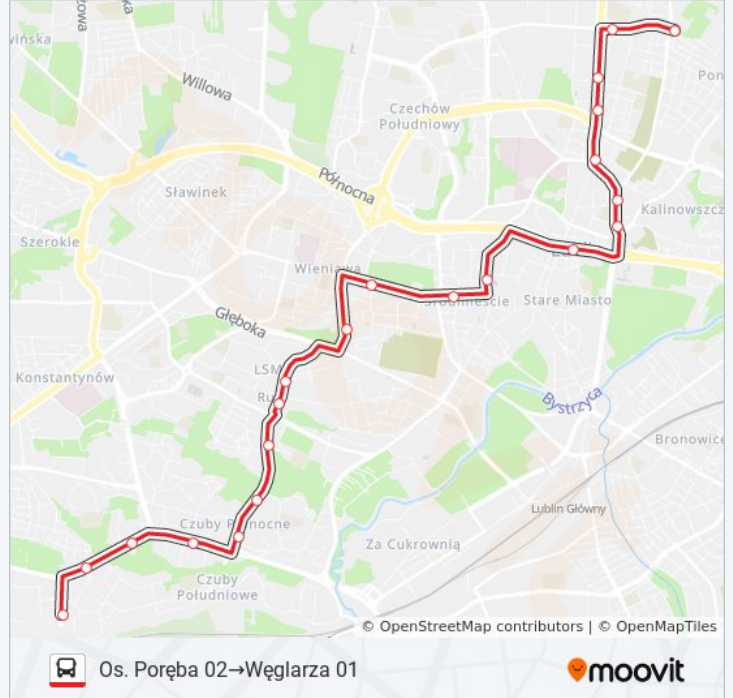 Willowa
Czechów
Południowy
Pon
Północna
Sławinek
Kalinowszcz
Szerokie
Wieniawa
Śródmieście
Stare Miasto
Głęboka
LSM
Konstantynów
Bystrzyca
Bronowice
Lublin Główny
Czuby Północne
Za Cukrownią
Czuby
Południowe
© OpenStreetMap contributors | © OpenMapTiles
Os. Poręba 02→Węglarza 01
moovit